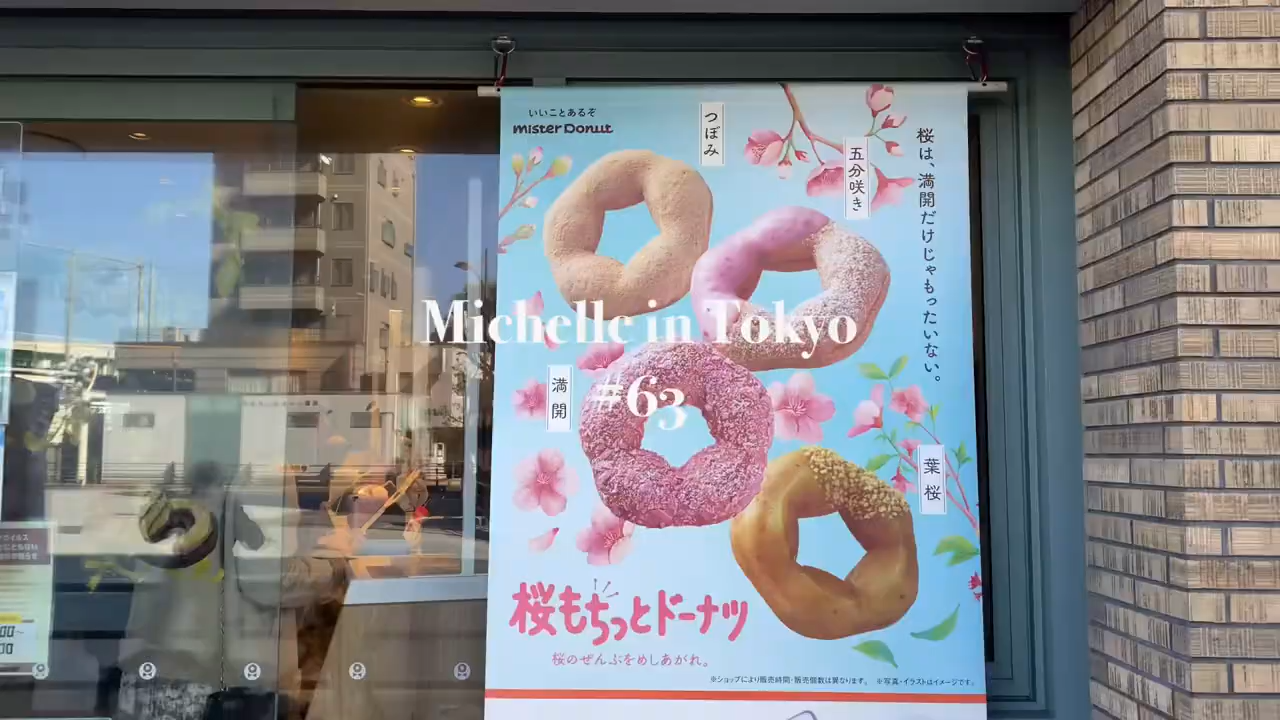 いいことあるぞ
mister Donut
つぼみ
五分咲き
桜は、満開だけじゃもったいない。
Michelle in Tokyo
#63
満開
葉桜
桜もちっとドーナツ
桜のぜんぶをめしあがれ。
※ショップにより販売時間・販売個数は異なります。 ※写真・イラストはイメージです。